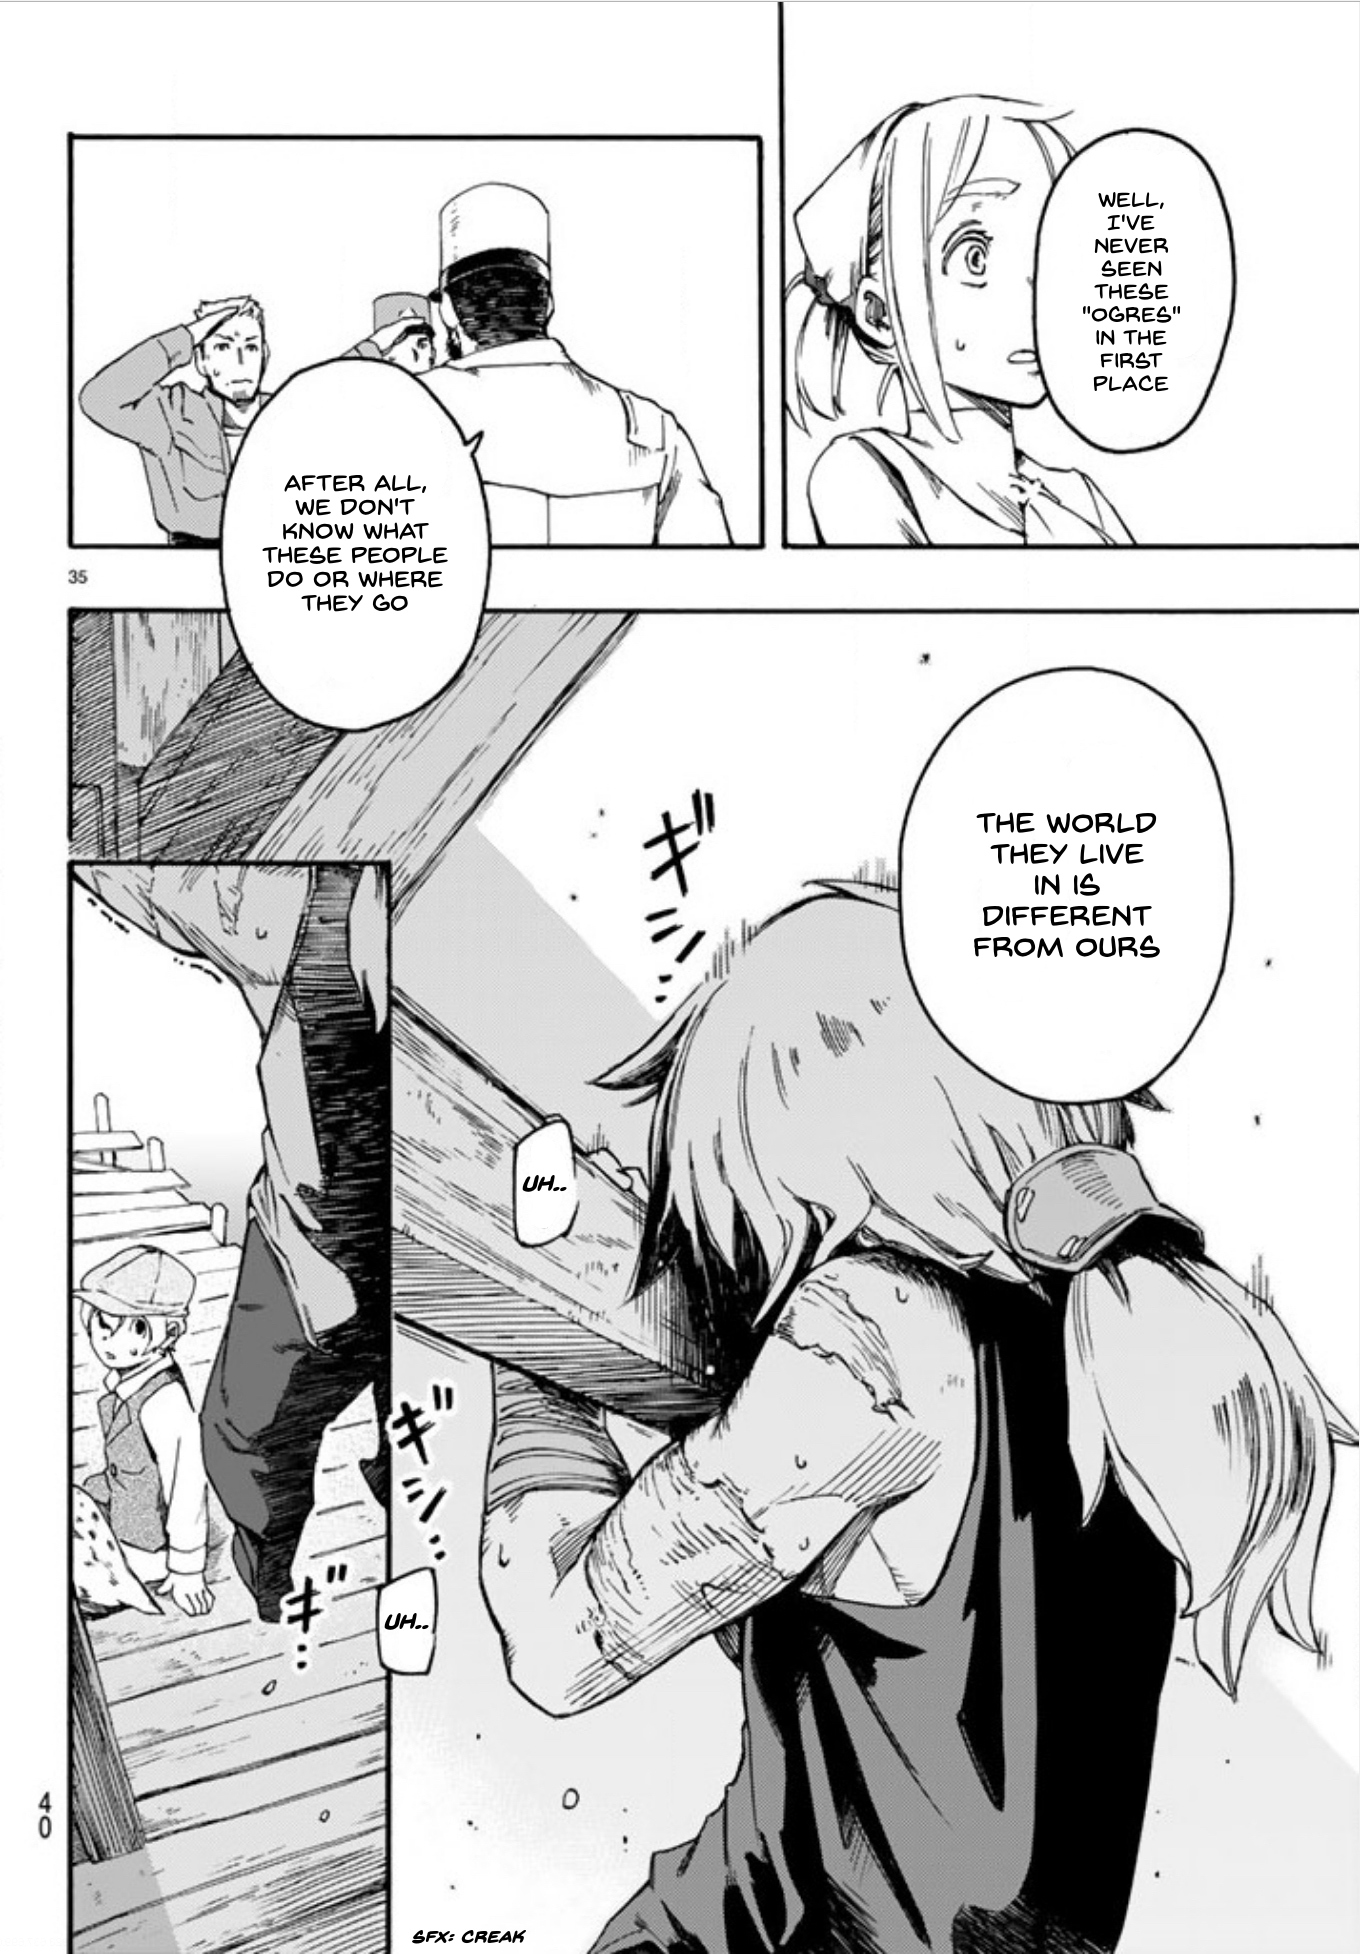 WELL,
I'VE
NEVER
SEEN
THESE
"OGRES"
IN THE
FIRST
PLACE
AFTER ALL,
WE DON'T
KNOW WHAT
THESE PEOPLE
DO OR WHERE
THEY GO
35
THE WORLD
THEY LIVE
IN IS
DIFFERENT
FROM OURS
ギシ…
UH..
ギシ…
ギ…
UH..
40
SFX: CREAK